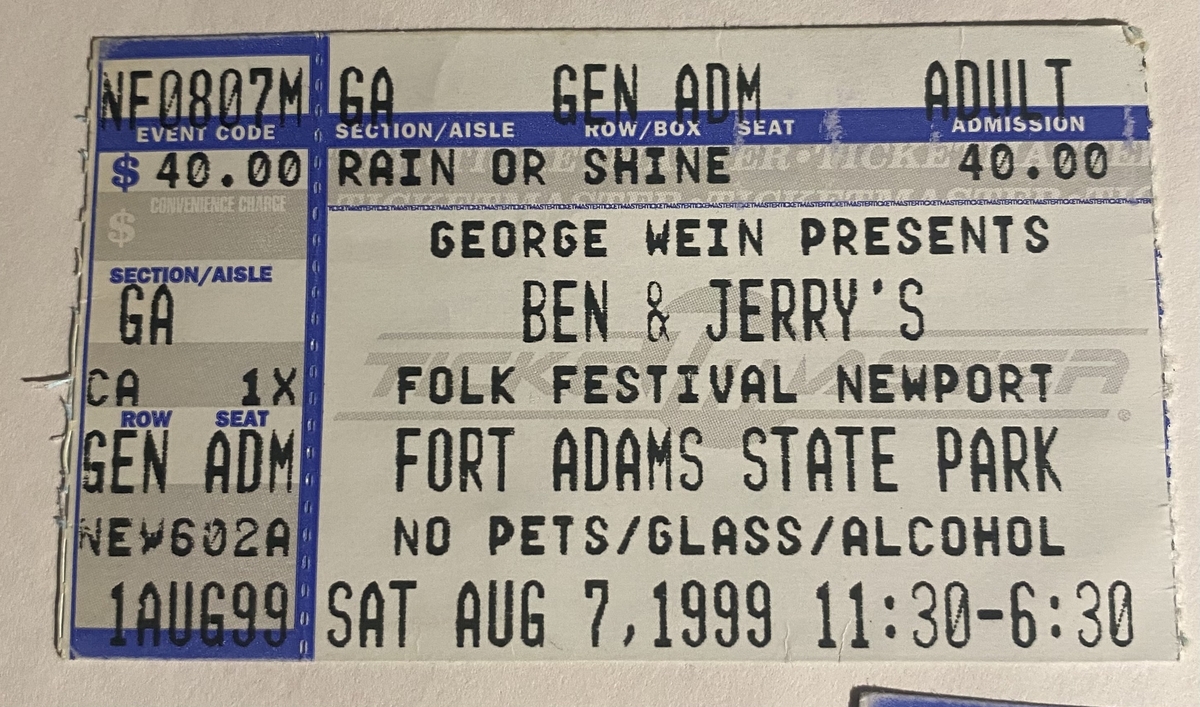 NF0807M
EVENT CODE
$ 40.00
CONVENIENCE CHARGE
$
SECTION/AISLE
GA
CA 1X
ROW SEAT
GEN ADM
NEW602A
1AUG99
GA GEN ADM ADULT
SECTION/AISLE ROW/BOX SEAT ADMISSION
RAIN OR SHINE 40.00
GEORGE WEIN PRESENTS
BEN & JERRY'S
TICKETMASTER®
FOLK FESTIVAL NEWPORT
FORT ADAMS STATE PARK
NO PETS/GLASS/ALCOHOL
SAT AUG 7,1999 11:30-6:30